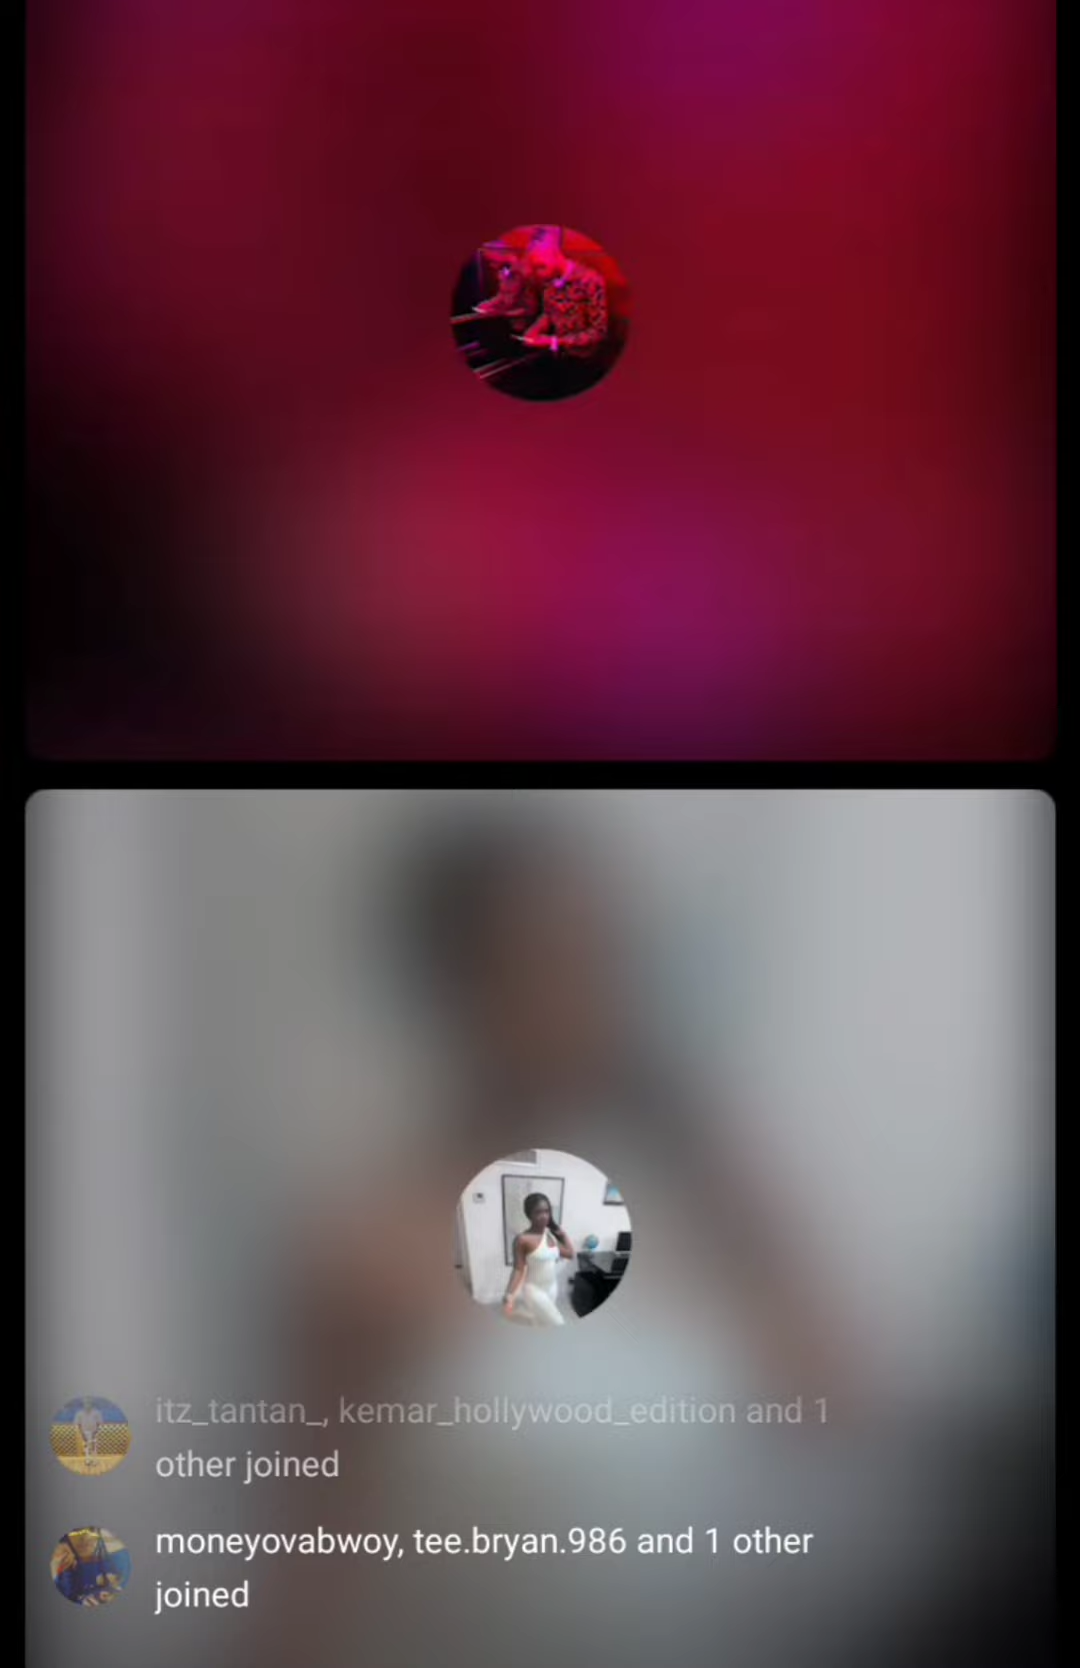 itz_tantan_, kemar_hollywood_edition and 1
other joined
moneyovabwoy, tee.bryan.986 and 1 other
joined